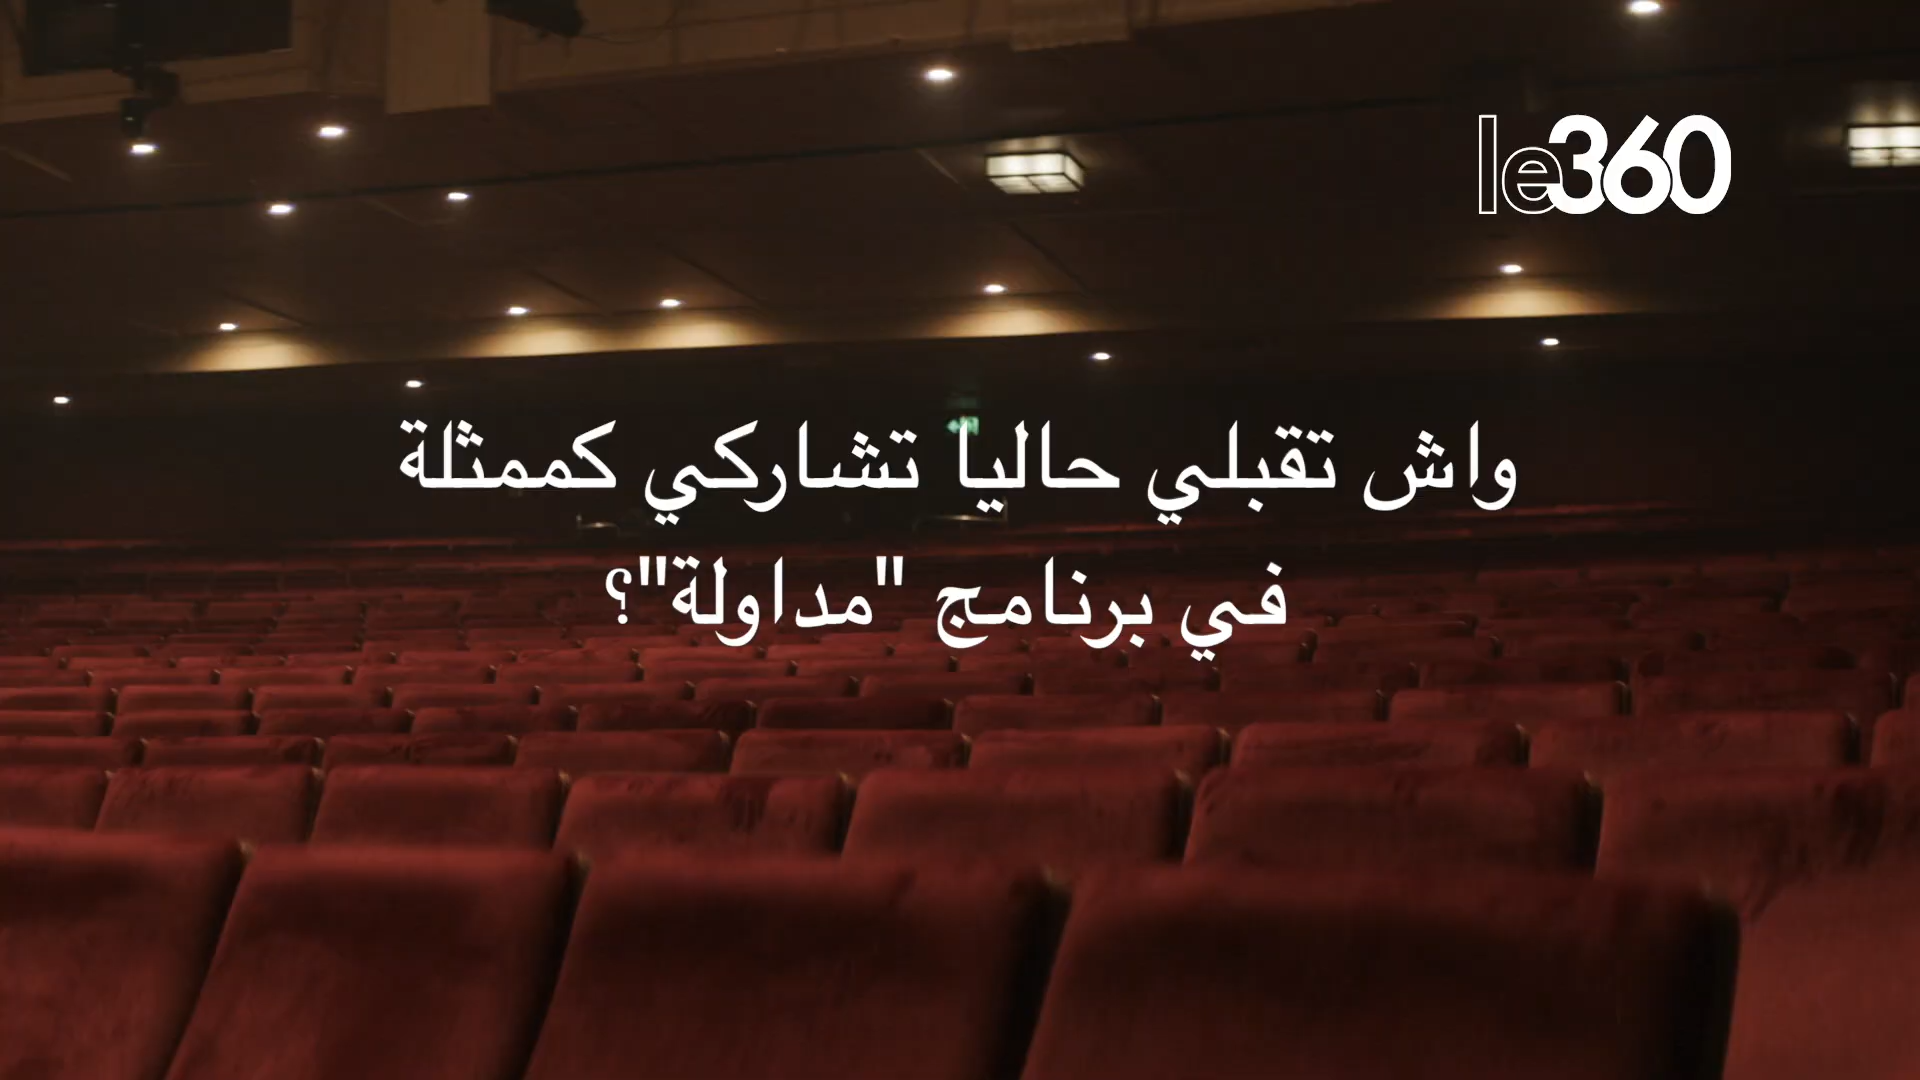 le360
واش تقبلي حاليا تشاركي كممثلة
في برنامج "مداولة"؟